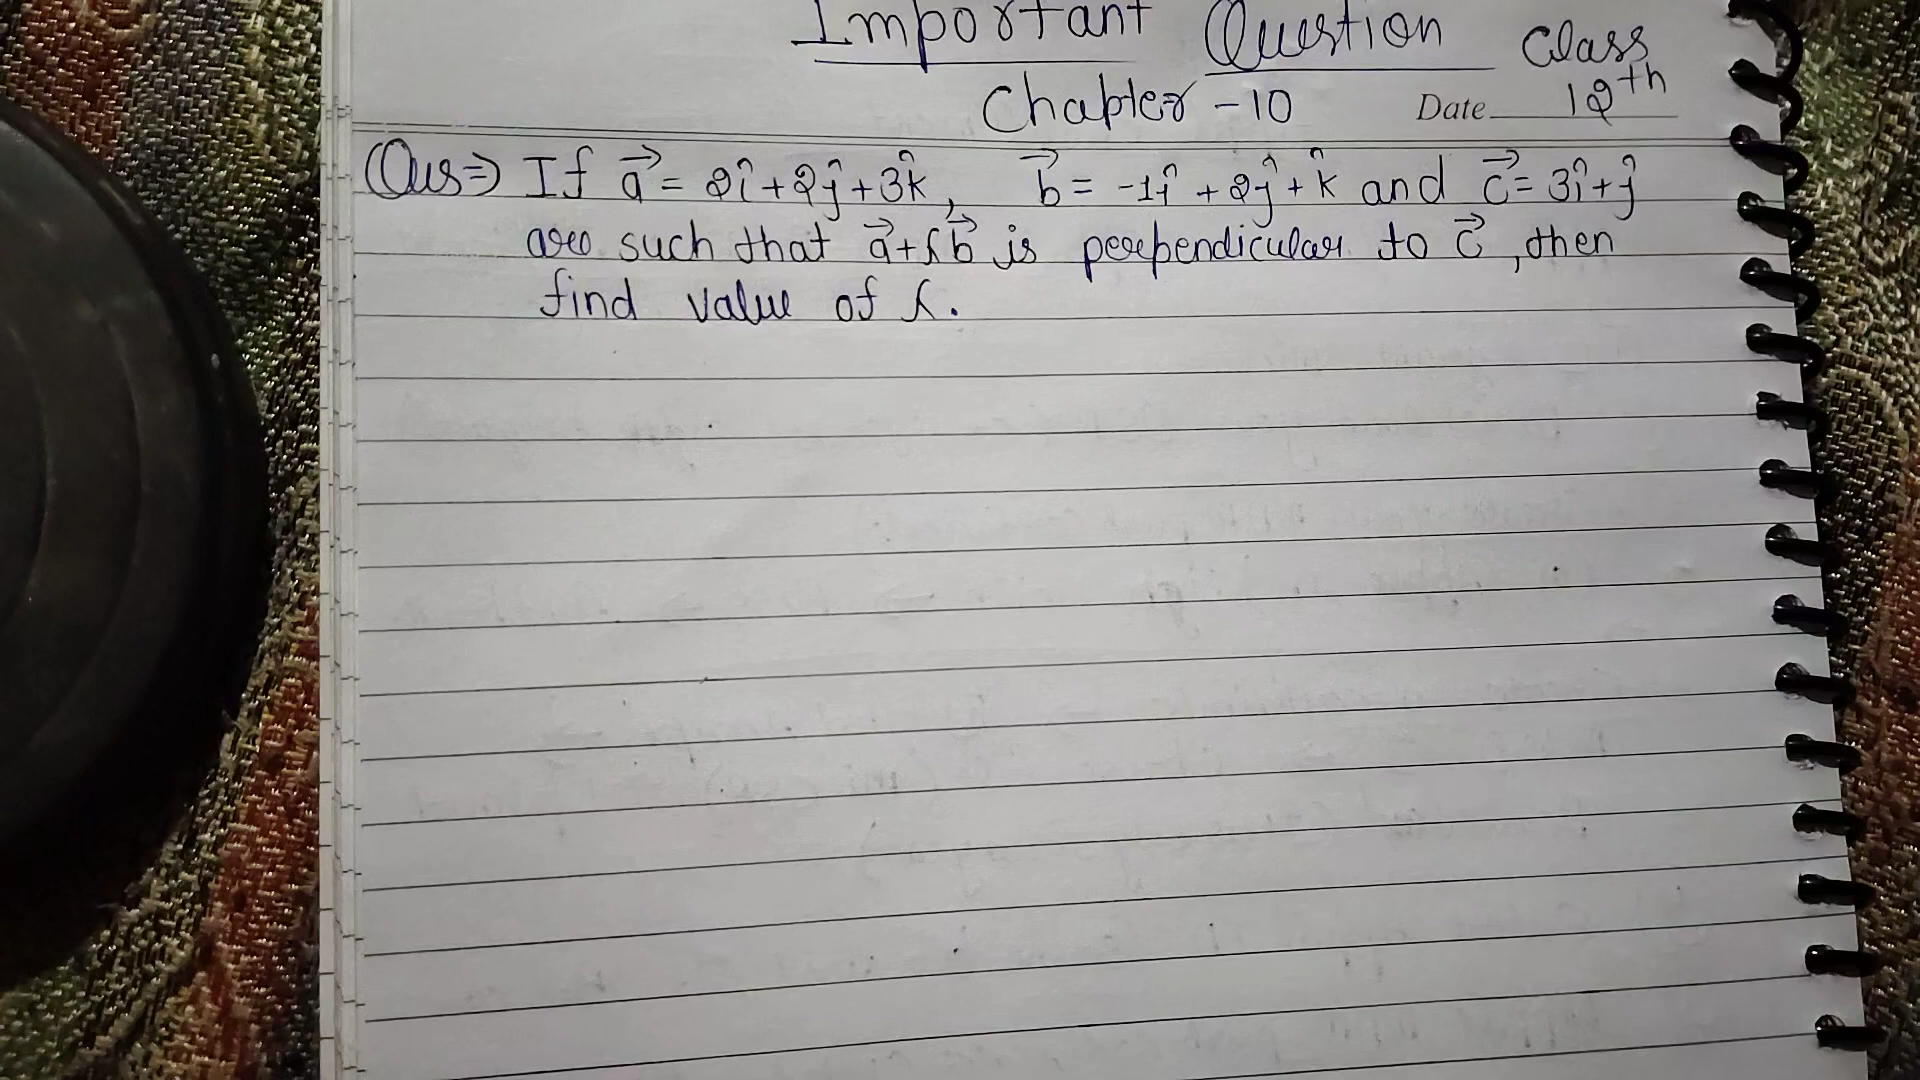 Important Question Class
Chapter -10 Date 12th
Qus⇒ If a⃗ = 2î+2ĵ+3k̂, b⃗ = -1î +2ĵ+k̂ and c⃗ = 3î+ĵ
are such that a⃗+λb⃗ is perpendicular to c⃗, then
find value of λ.